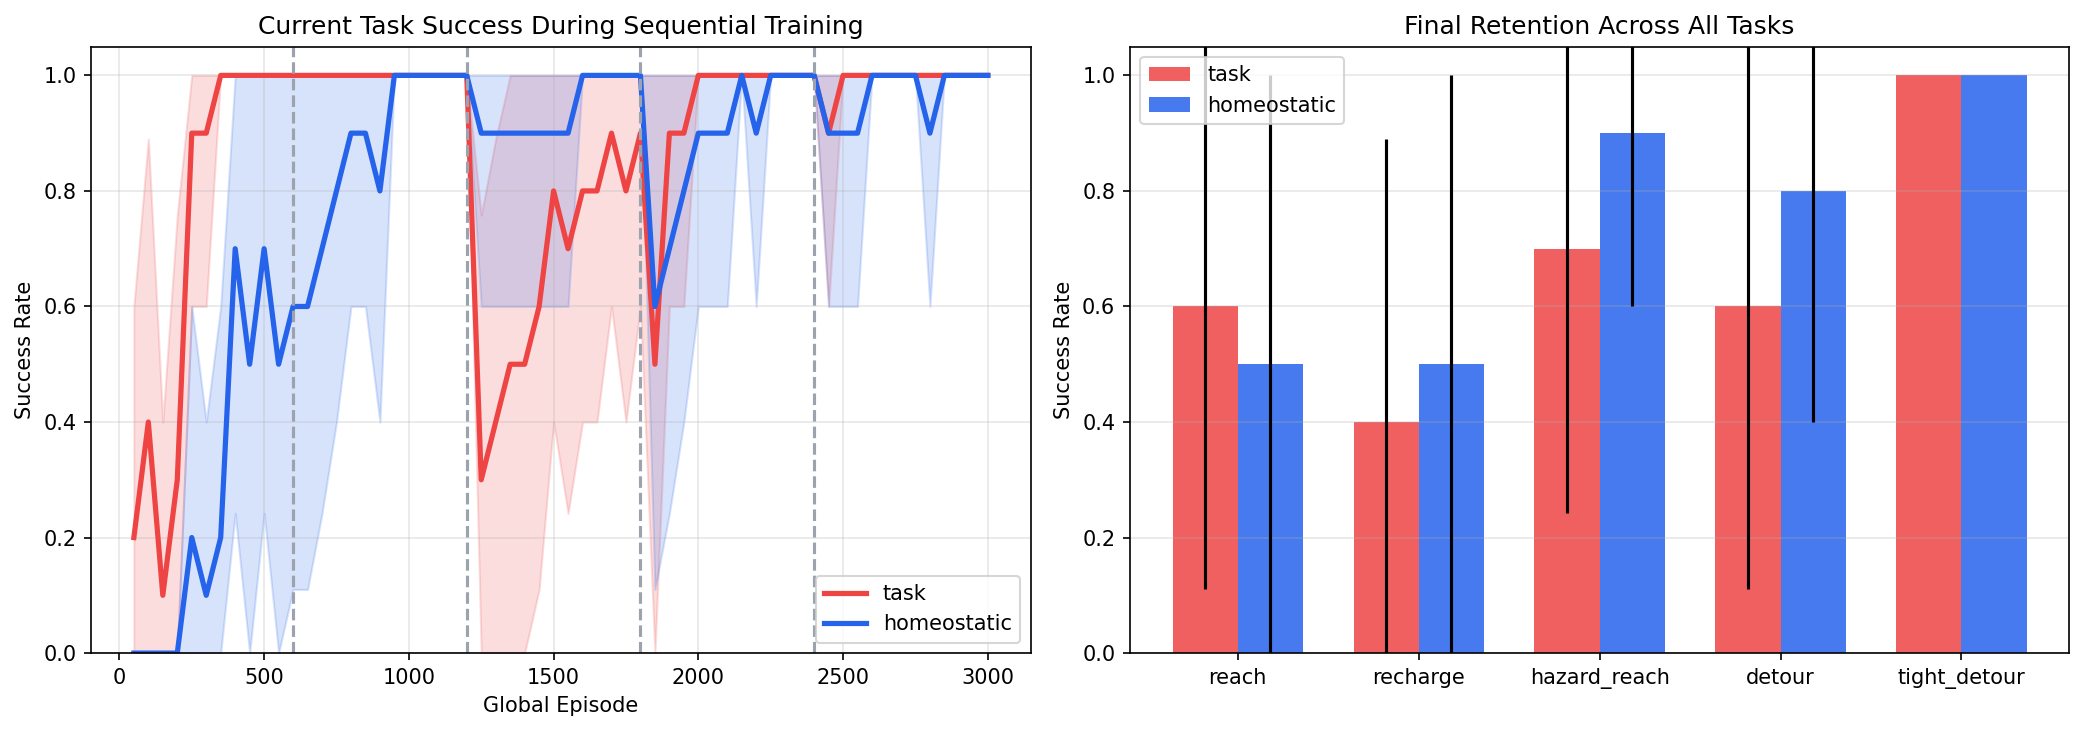 Current Task Success During Sequential Training
Success Rate
1.0
0.8
0.6
0.4
0.2
0.0
0 500 1000 1500 2000 2500 3000
Global Episode
task
homeostatic
Final Retention Across All Tasks
Success Rate
1.0
0.8
0.6
0.4
0.2
0.0
task
homeostatic
reach recharge hazard_reach detour tight_detour